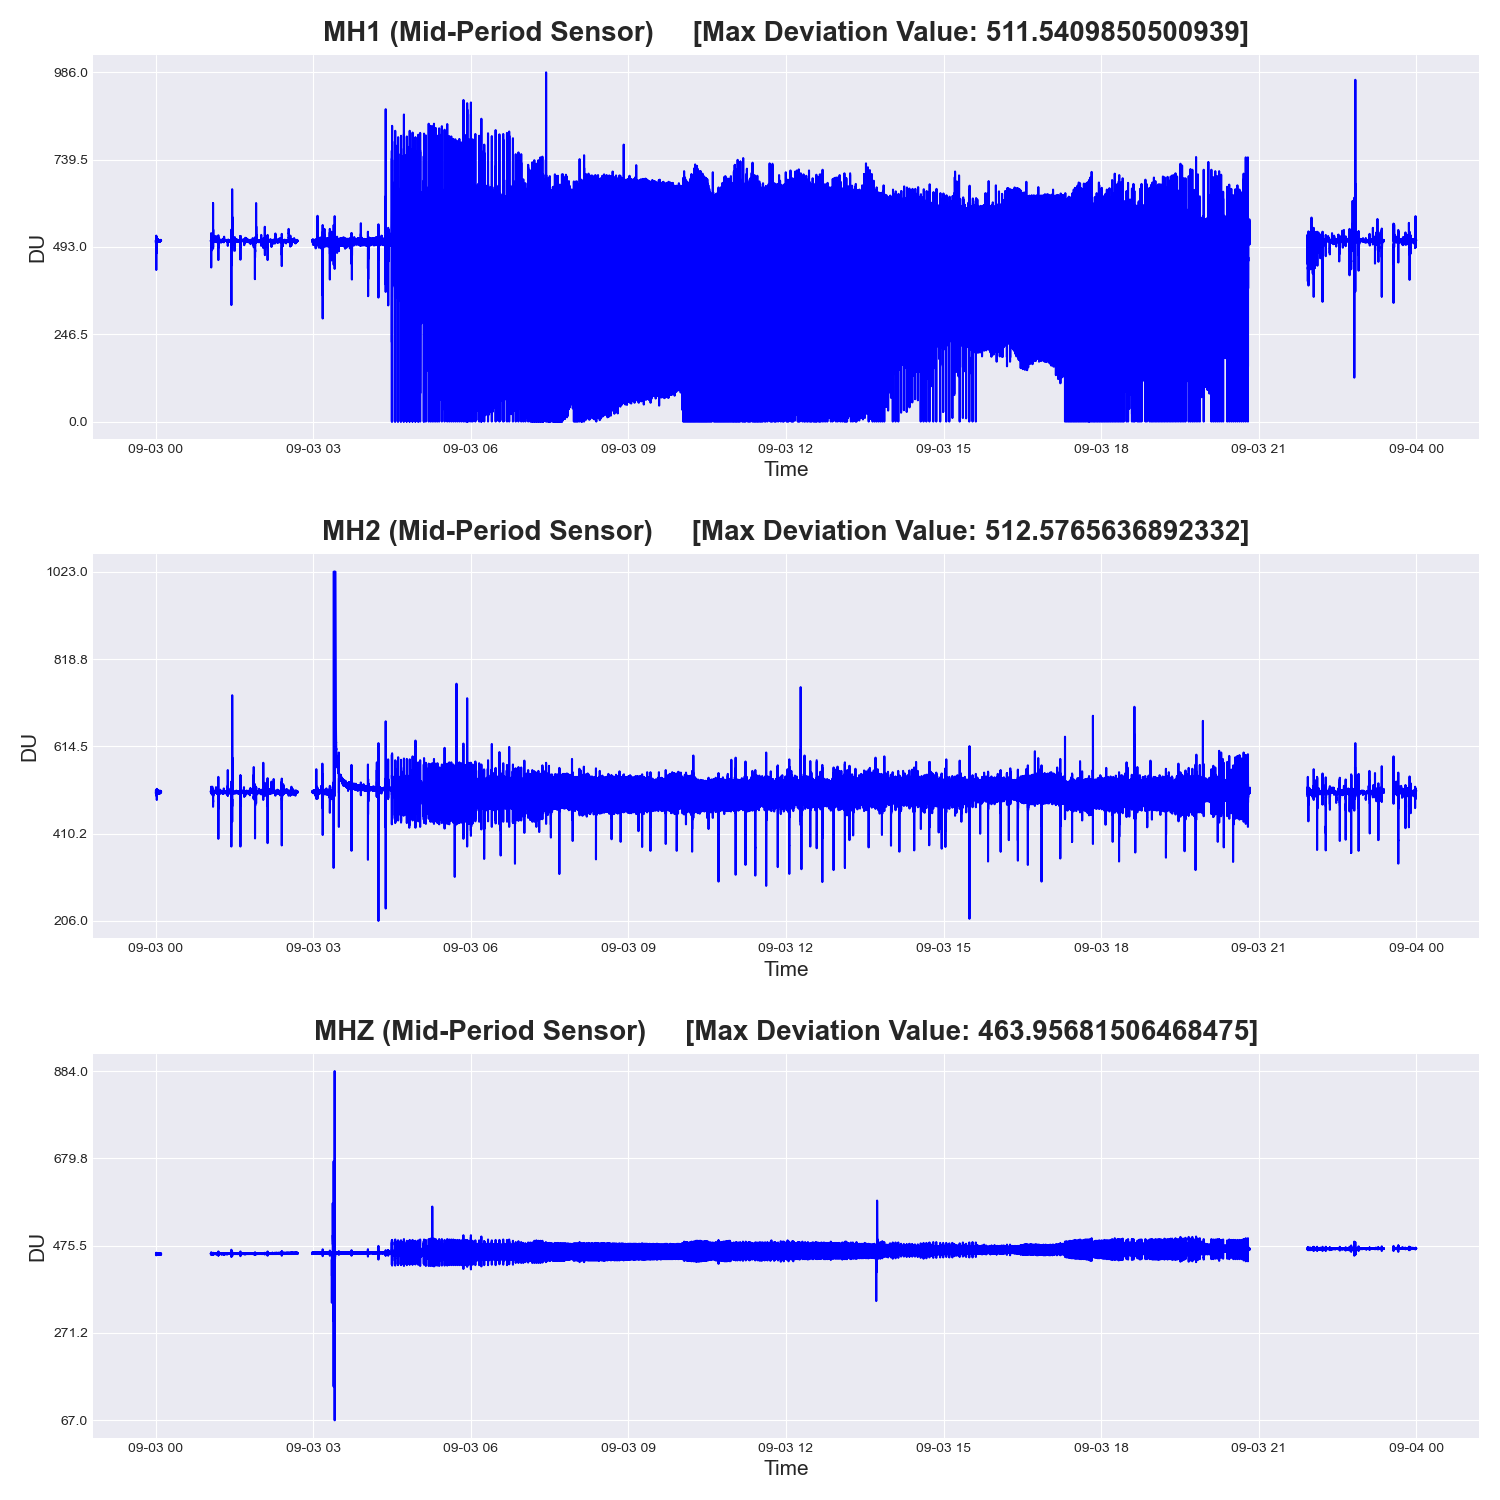 MH1 (Mid-Period Sensor) [Max Deviation Value: 511.5409850500939]
986.0
739.5
493.0
246.5
0.0
DU
09-03 00 09-03 03 09-03 06 09-03 09 09-03 12 09-03 15 09-03 18 09-03 21 09-04 00
Time
MH2 (Mid-Period Sensor) [Max Deviation Value: 512.5765636892332]
1023.0
818.8
614.5
410.2
206.0
DU
09-03 00 09-03 03 09-03 06 09-03 09 09-03 12 09-03 15 09-03 18 09-03 21 09-04 00
Time
MHZ (Mid-Period Sensor) [Max Deviation Value: 463.95681506468475]
884.0
679.8
475.5
271.2
67.0
DU
09-03 00 09-03 03 09-03 06 09-03 09 09-03 12 09-03 15 09-03 18 09-03 21 09-04 00
Time